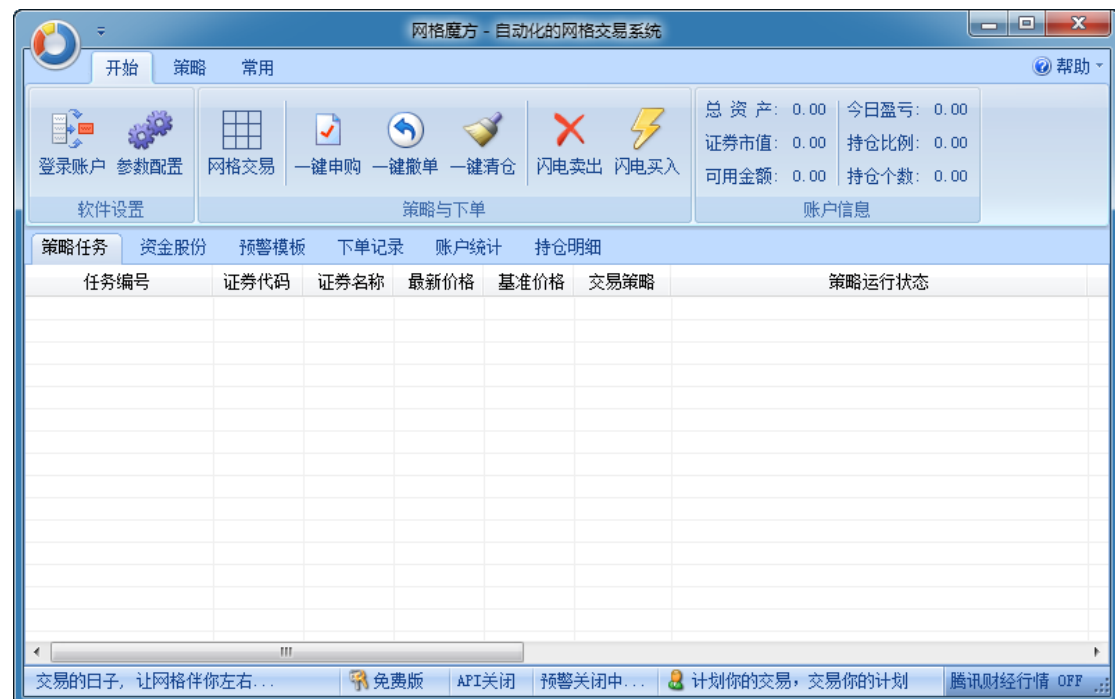 网格魔方 - 自动化的网格交易系统
开始 策略 常用 帮助
总 资 产: 0.00 今日盈亏: 0.00
证券市值: 0.00 持仓比例: 0.00
可用金额: 0.00 持仓个数: 0.00
登录账户 参数配置 网格交易 一键申购 一键撤单 一键清仓 闪电卖出 闪电买入
软件设置 策略与下单 账户信息
策略任务 资金股份 预警模板 下单记录 账户统计 持仓明细
任务编号 证券代码 证券名称 最新价格 基准价格 交易策略 策略运行状态
交易的日子, 让网格伴你左右... 免费版 API关闭 预警关闭中... 计划你的交易，交易你的计划 腾讯财经行情 OFF